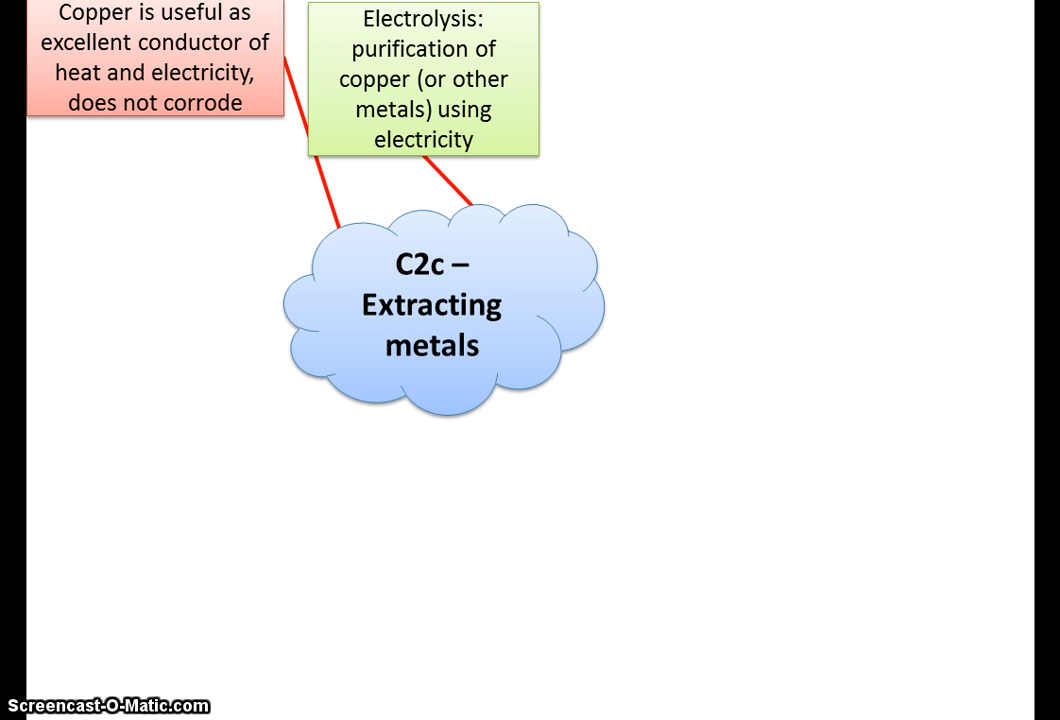 Copper is useful as
excellent conductor of
heat and electricity,
does not corrode
Electrolysis:
purification of
copper (or other
metals) using
electricity
C2c –
Extracting
metals
Screencast-O-Matic.com